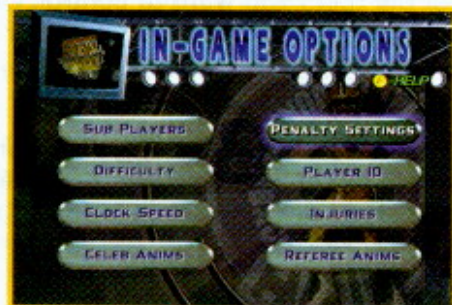 IN-GAME OPTIONS
HELP
SUB PLAYERS
PENALTY SETTINGS
DIFFICULTY
PLAYER ID
CLOCK SPEED
INJURIES
CELEB ANIMS
REFEREE ANIMS